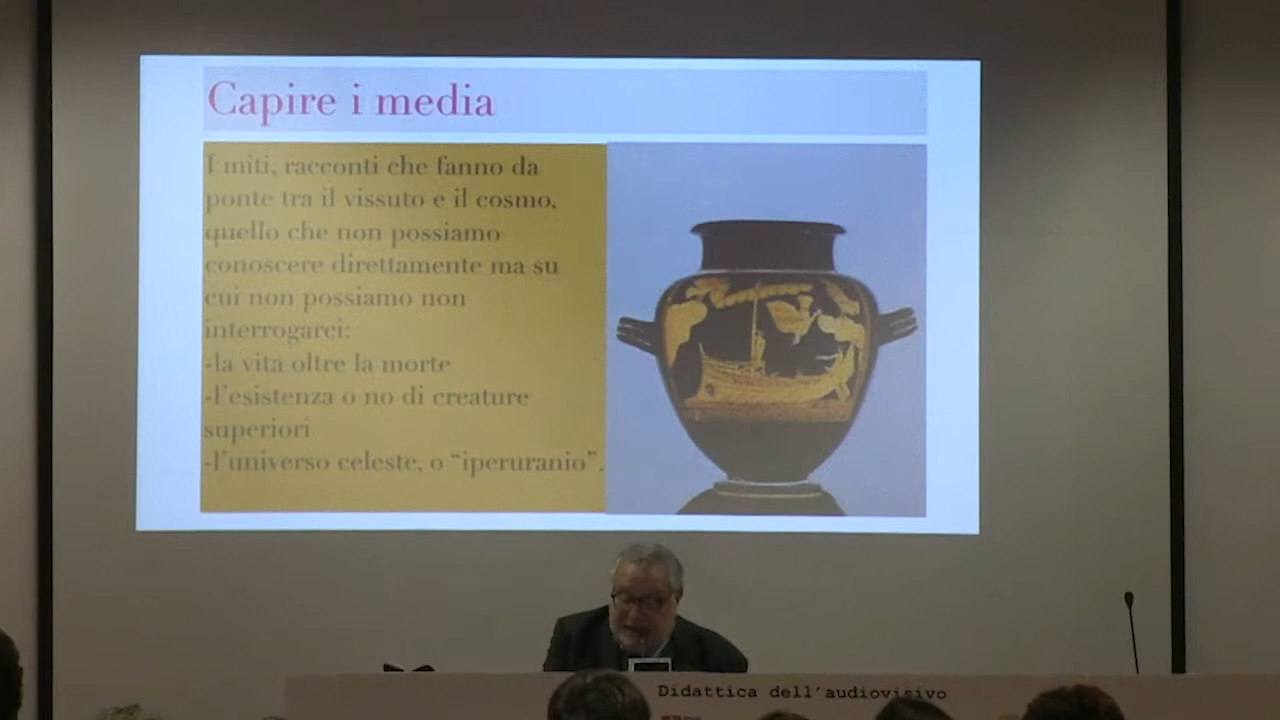 Capire i media
I miti, racconti che fanno da
ponte tra il vissuto e il cosmo,
quello che non possiamo
conoscere direttamente ma su
cui non possiamo non
interrogarci:
-la vita oltre la morte
-l'esistenza o no di creature
superiori
-l'universo celeste, o “iperuranio”.
Didattica dell'audiovisivo